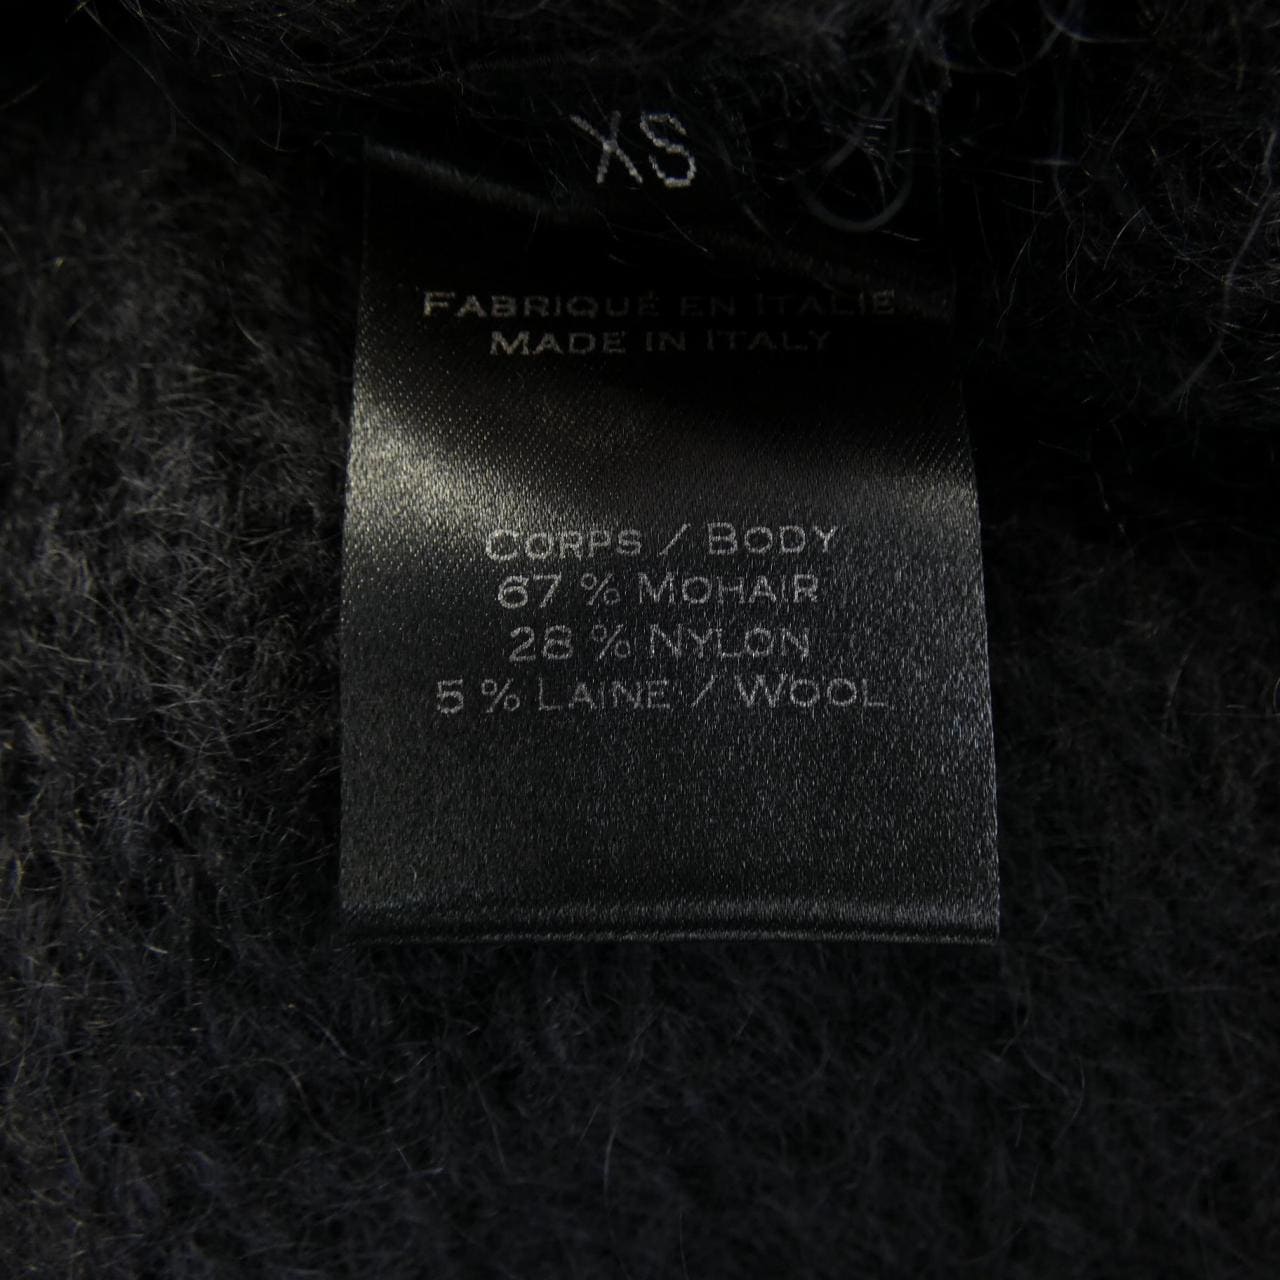 XS
FABRIQUÉ EN ITALIE
MADE IN ITALY
CORPS / BODY
67 % MOHAIR
28 % NYLON
5 % LAINE / WOOL